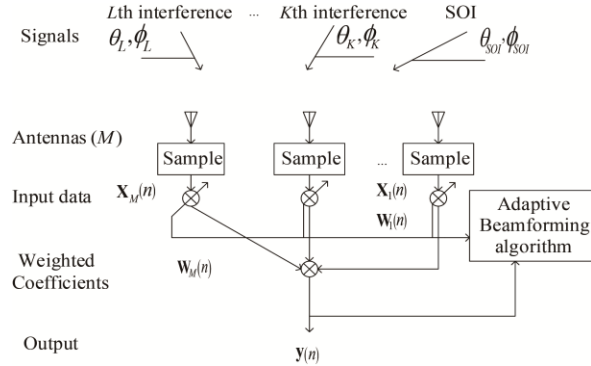 Lth interference ... Kth interference SOI
Signals θL,ϕL θK,ϕK θSOI,ϕSOI
Antennas (M)
Sample Sample ... Sample
Input data XM(n) X1(n)
W1(n)
Adaptive
Beamforming
algorithm
Weighted
Coefficients
WM(n)
Output
y(n)